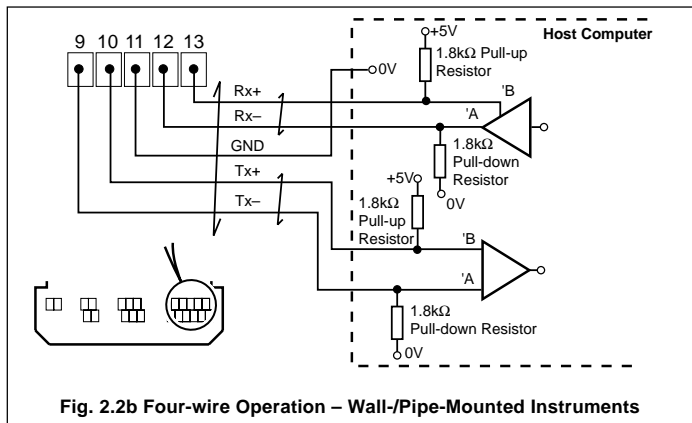 9 10 11 12 13
Host Computer
+5V
1.8kΩ Pull-up
Resistor
0V
Rx+
'B
Rx–
'A
GND
1.8kΩ
Pull-down
Resistor
0V
Tx+
+5V
1.8kΩ
Pull-up
Resistor
Tx–
'B
'A
1.8kΩ
Pull-down Resistor
0V
Fig. 2.2b Four-wire Operation – Wall-/Pipe-Mounted Instruments